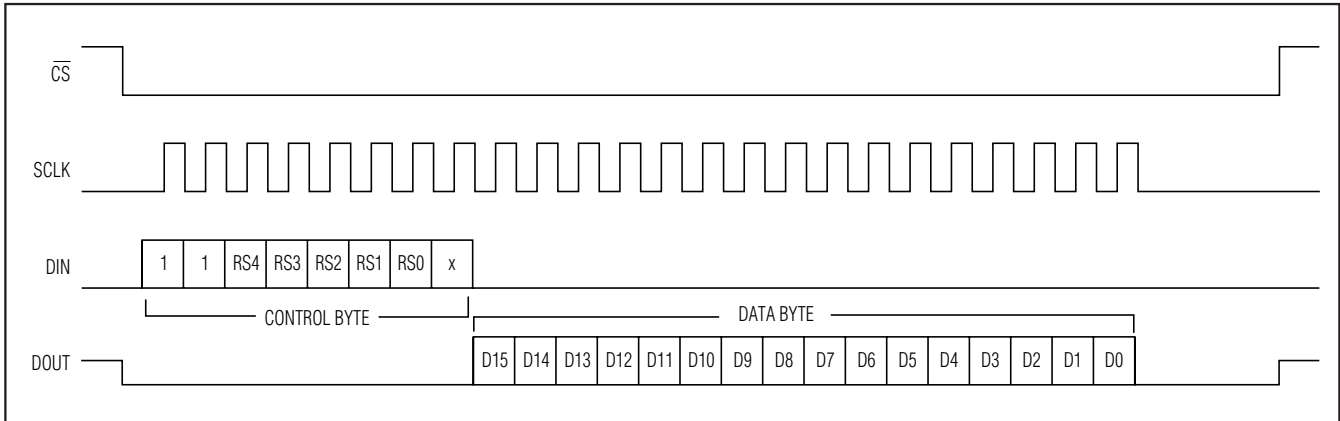 CS
SCLK
DIN
1 1 RS4 RS3 RS2 RS1 RS0 x
CONTROL BYTE
DATA BYTE
DOUT
D15 D14 D13 D12 D11 D10 D9 D8 D7 D6 D5 D4 D3 D2 D1 D0